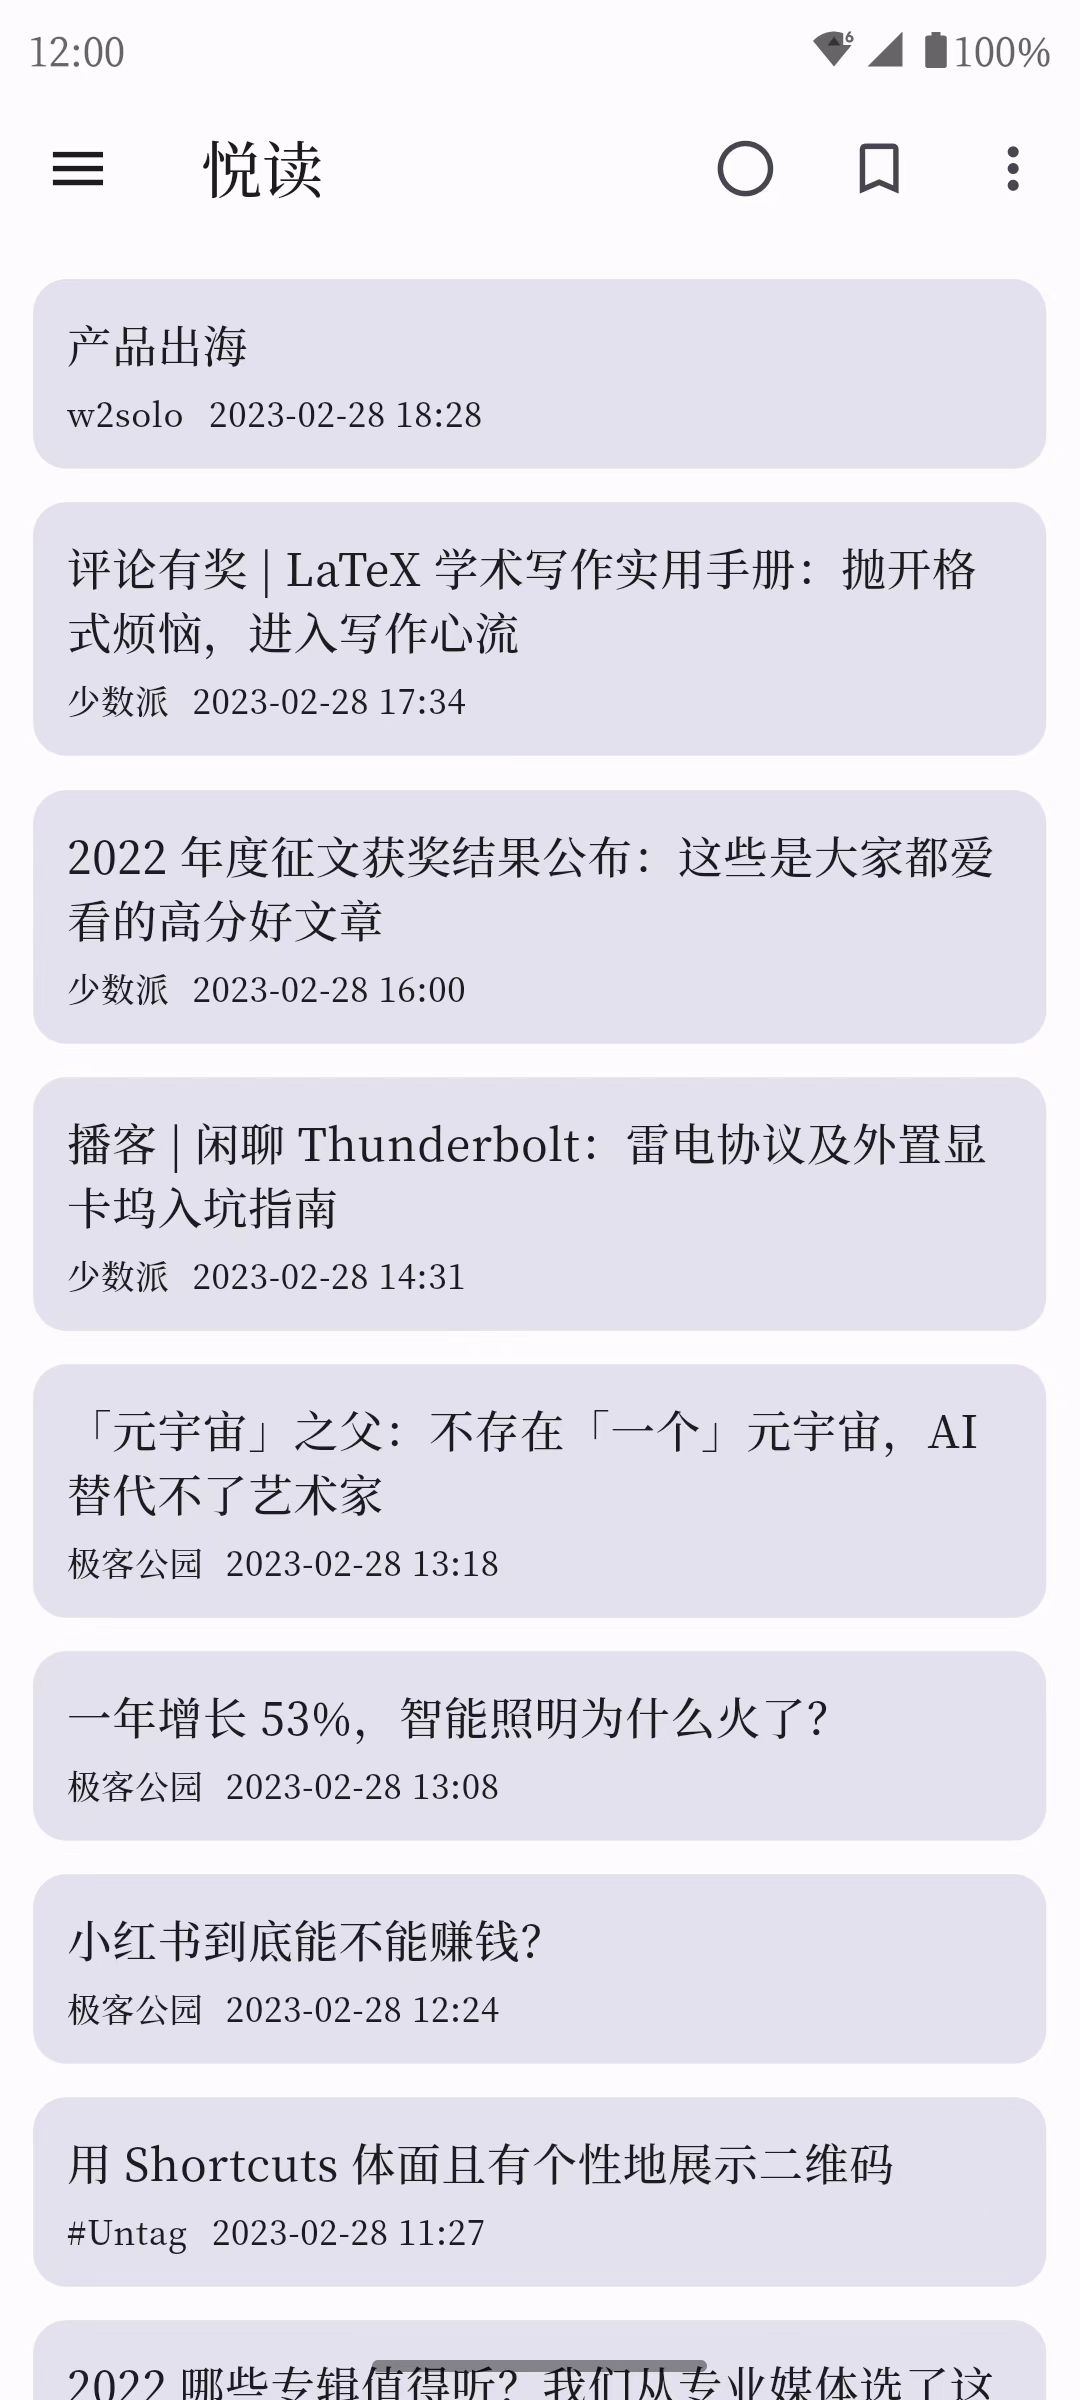 12:00
6
100%
悦读
产品出海
w2solo 2023-02-28 18:28
评论有奖 | LaTeX 学术写作实用手册：抛开格
式烦恼，进入写作心流
少数派 2023-02-28 17:34
2022 年度征文获奖结果公布：这些是大家都爱
看的高分好文章
少数派 2023-02-28 16:00
播客 | 闲聊 Thunderbolt：雷电协议及外置显
卡坞入坑指南
少数派 2023-02-28 14:31
「元宇宙」之父：不存在「一个」元宇宙，AI
替代不了艺术家
极客公园 2023-02-28 13:18
一年增长 53%，智能照明为什么火了？
极客公园 2023-02-28 13:08
小红书到底能不能赚钱？
极客公园 2023-02-28 12:24
用 Shortcuts 体面且有个性地展示二维码
#Untag 2023-02-28 11:27
2022 哪些专辑值得听？我们从专业媒体选了这